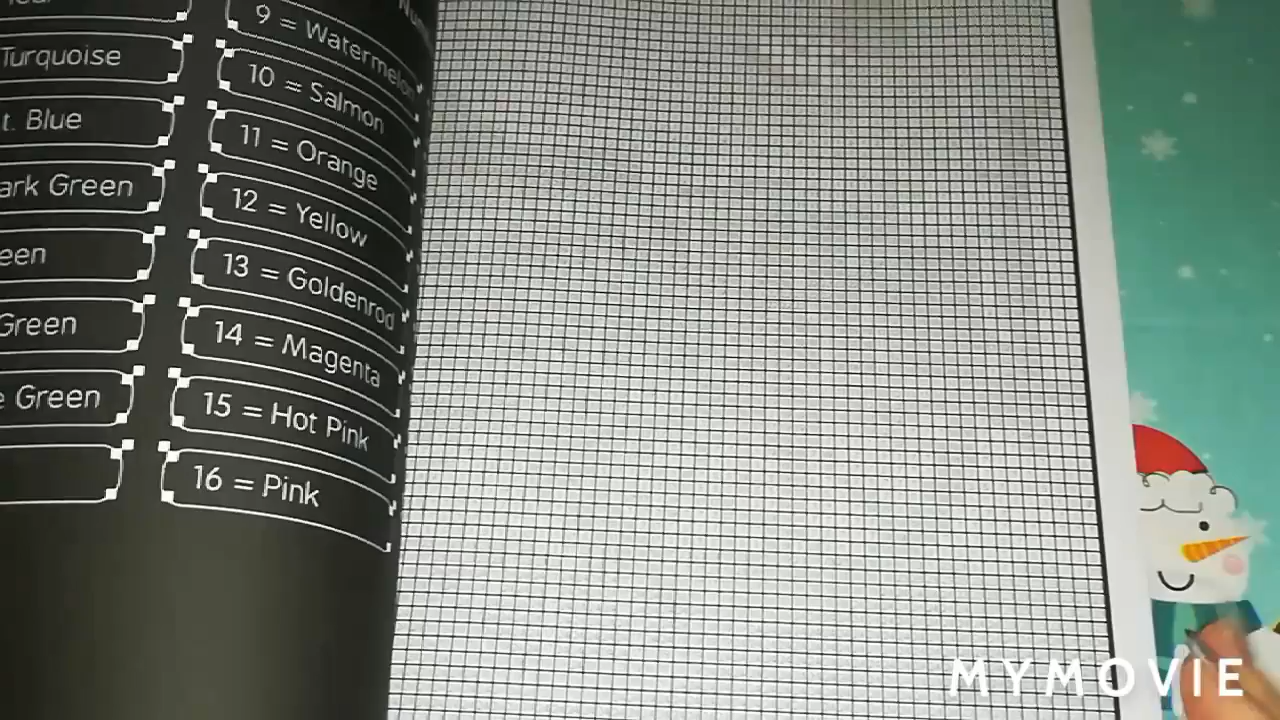 Turquoise
t. Blue
ark Green
een
Green
e Green
9 = Watermelon
10 = Salmon
11 = Orange
12 = Yellow
13 = Goldenrod
14 = Magenta
15 = Hot Pink
16 = Pink
MYMOVIE